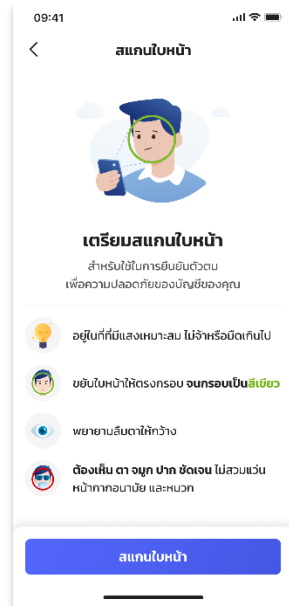 09:41
สแกนใบหน้า
เตรียมสแกนใบหน้า
สำหรับใช้ในการยืนยันตัวตน
เพื่อความปลอดภัยของบัญชีของคุณ
อยู่ในที่ที่มีแสงเหมาะสม ไม่จ้าหรือมืดเกินไป
ขยับใบหน้าให้ตรงกรอบ จนกรอบเป็นสีเขียว
พยายามลืมตาให้กว้าง
ต้องเห็น ตา จมูก ปาก ชัดเจน ไม่สวมแว่น
หน้ากากอนามัย และหมวก
สแกนใบหน้า